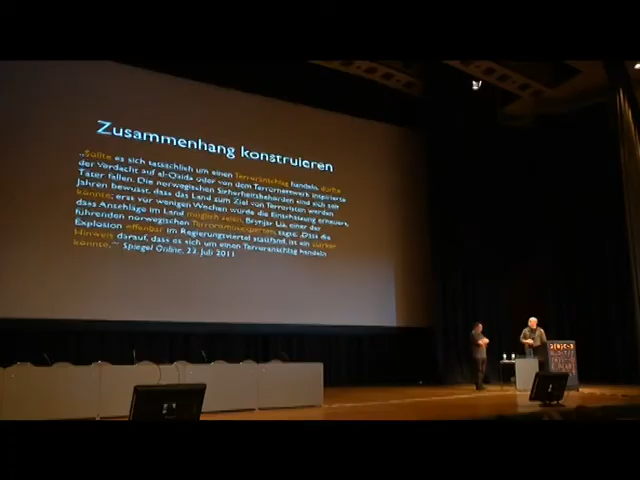 Zusammenhang konstruieren
„Sollte es sich tatsächlich um einen Terroranschlag handeln, dürfte
der Verdacht auf al-Qaida oder von dem Terrornetzwerk inspirierte
Täter fallen. Die norwegischen Sicherheitsbehörden sind sich seit
Jahren bewusst, dass das Land zum Ziel von Terroristen werden
könnte; erst vor wenigen Wochen wurde die Einschätzung erneuert,
dass Anschläge im Land möglich seien. Brynjar Lia, einer der
führenden norwegischen Terrorismusexperten, sagte: „Dass die
Explosion offenbar im Regierungsviertel stattfand, ist ein starker
Hinweis darauf, dass es sich um einen Terroranschlag handeln
könnte.“ Spiegel Online, 22. Juli 2011